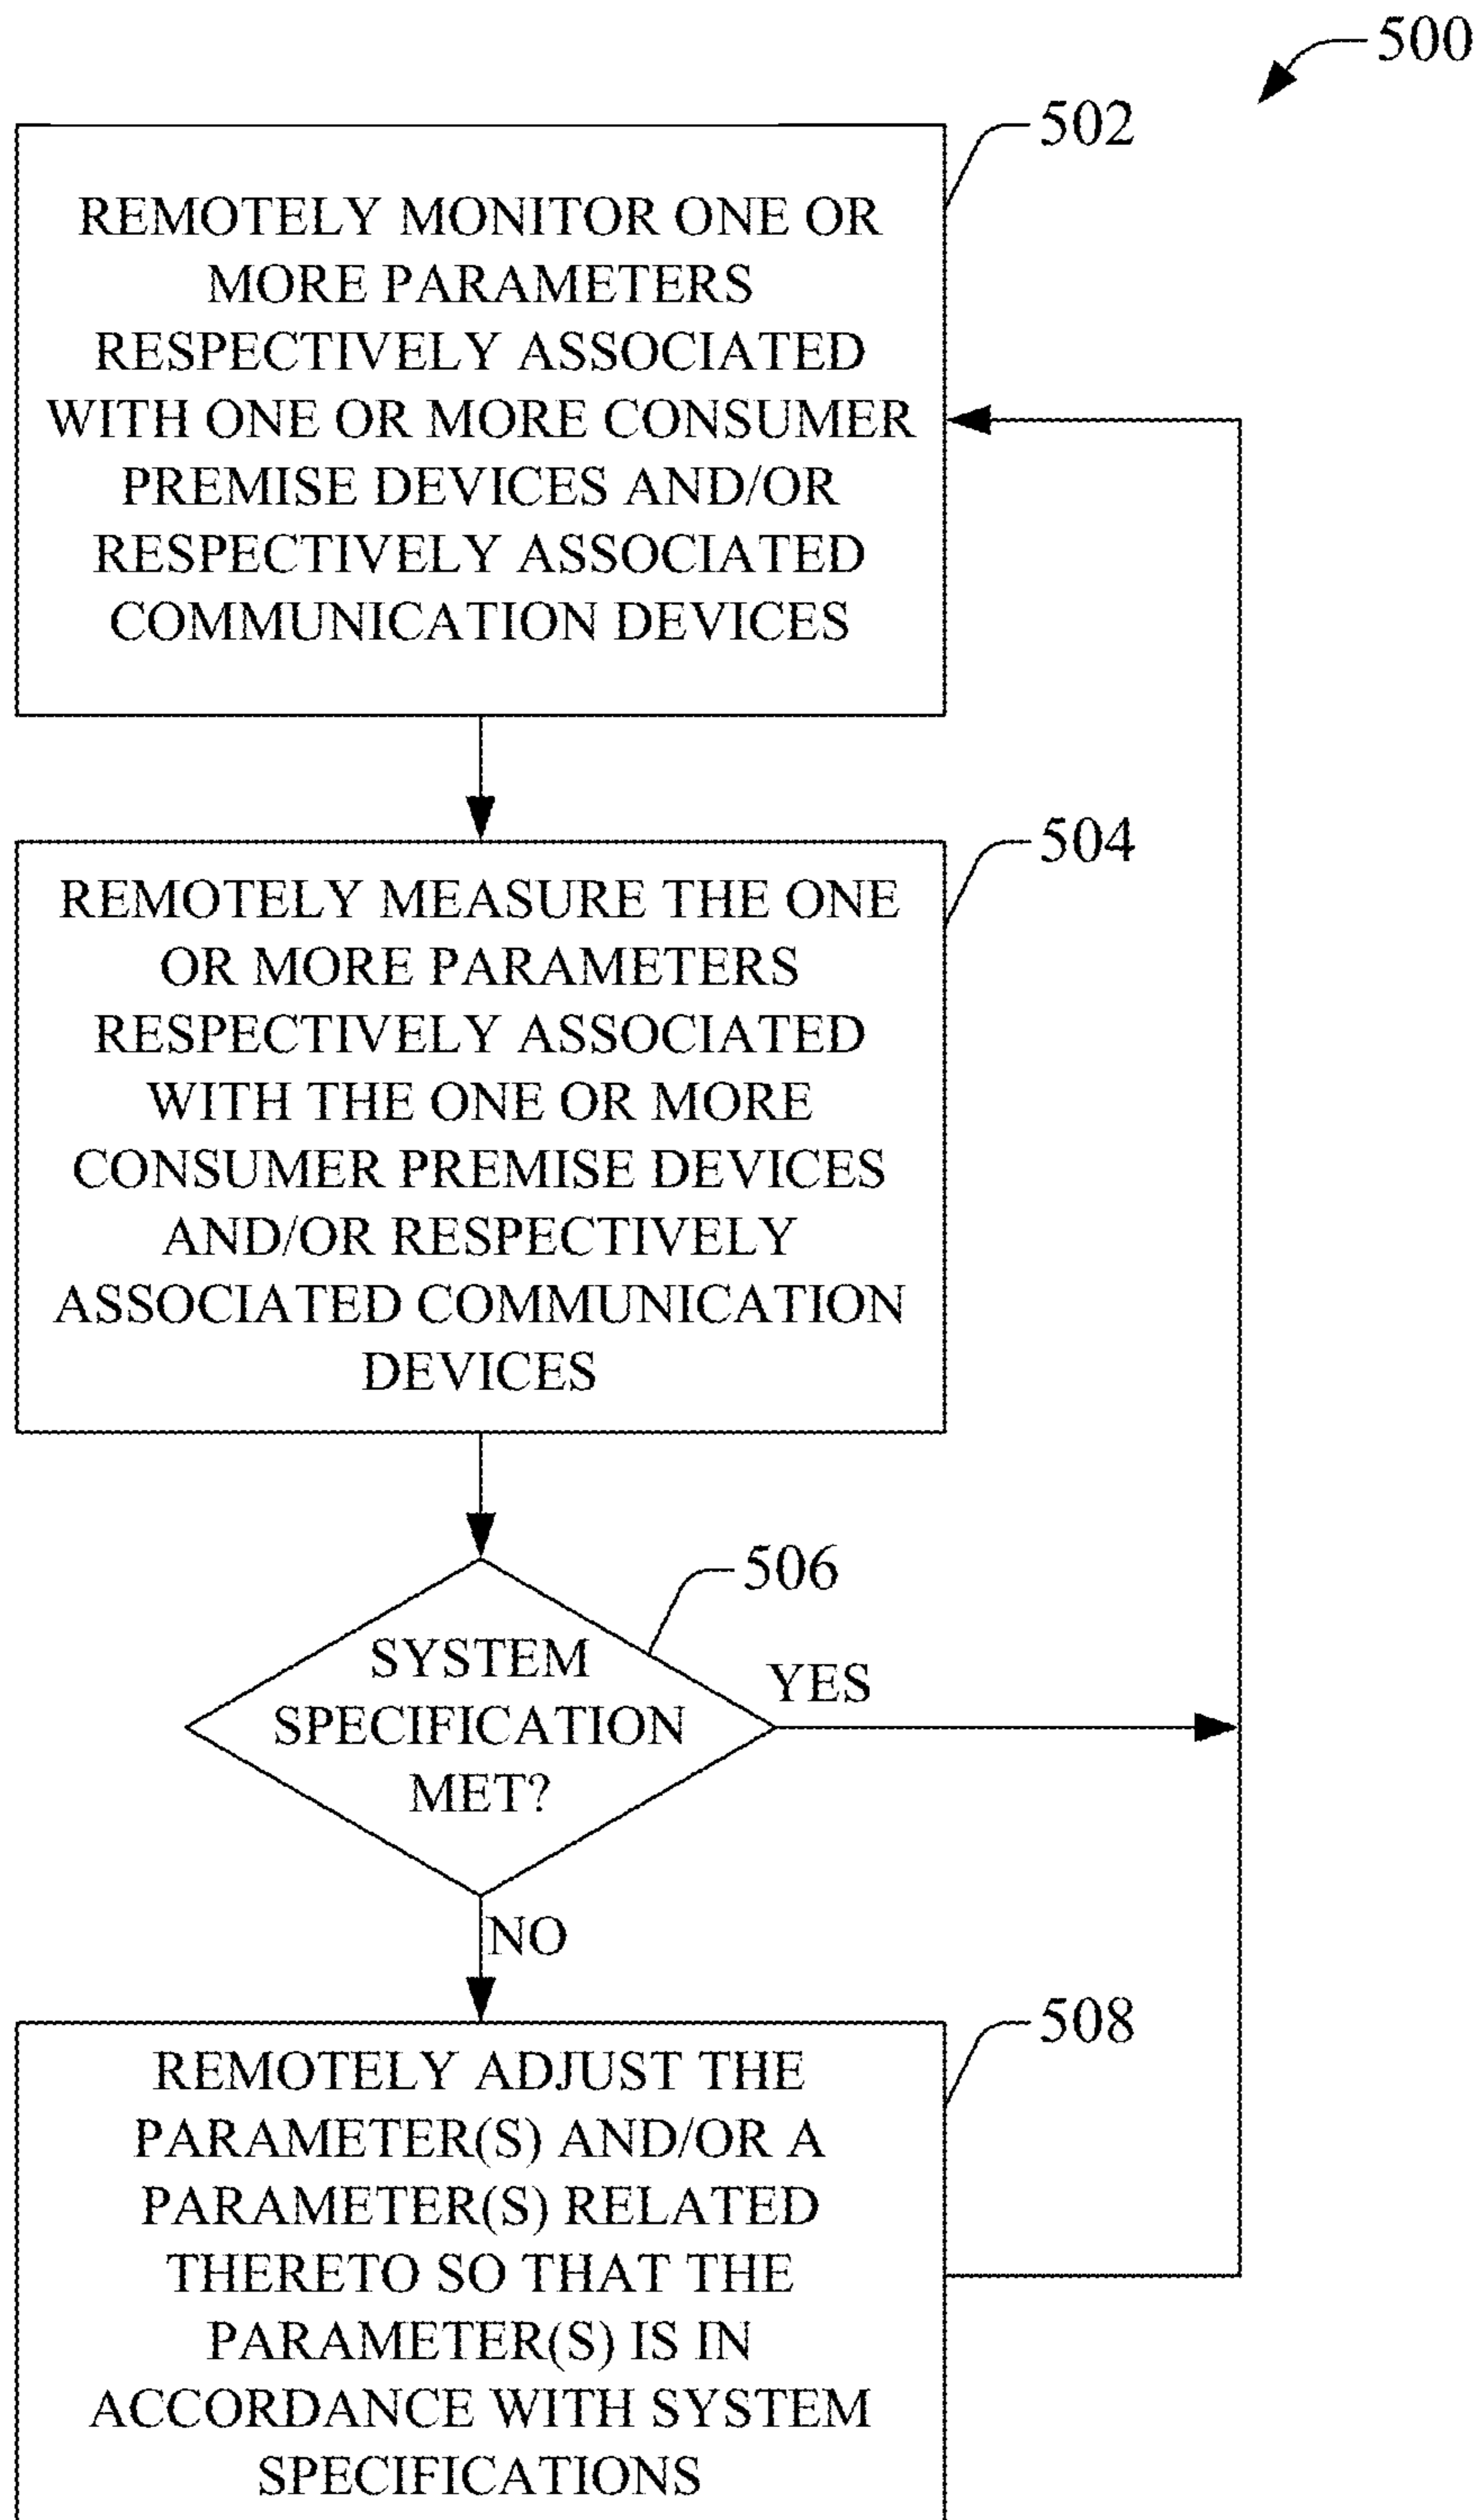 500
502
REMOTELY MONITOR ONE OR
MORE PARAMETERS
RESPECTIVELY ASSOCIATED
WITH ONE OR MORE CONSUMER
PREMISE DEVICES AND/OR
RESPECTIVELY ASSOCIATED
COMMUNICATION DEVICES
504
REMOTELY MEASURE THE ONE
OR MORE PARAMETERS
RESPECTIVELY ASSOCIATED
WITH THE ONE OR MORE
CONSUMER PREMISE DEVICES
AND/OR RESPECTIVELY
ASSOCIATED COMMUNICATION
DEVICES
506
SYSTEM
SPECIFICATION
MET?
YES
NO
508
REMOTELY ADJUST THE
PARAMETER(S) AND/OR A
PARAMETER(S) RELATED
THERETO SO THAT THE
PARAMETER(S) IS IN
ACCORDANCE WITH SYSTEM
SPECIFICATIONS